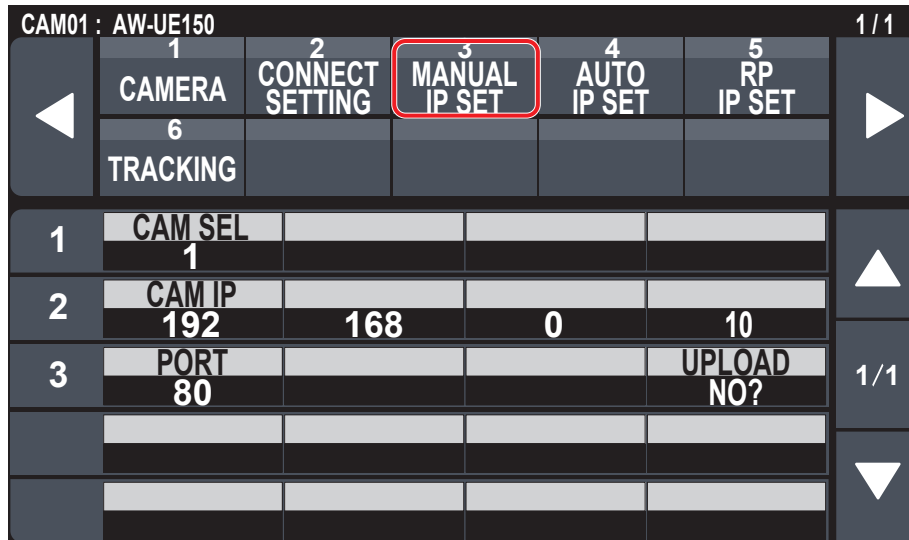 CAM01 : AW-UE150 1 / 1
1 2 3 4 5
CAMERA CONNECT SETTING MANUAL IP SET AUTO IP SET RP IP SET
6
TRACKING
1 CAM SEL
1
2 CAM IP
192 168 0 10
3 PORT UPLOAD 1/1
80 NO?